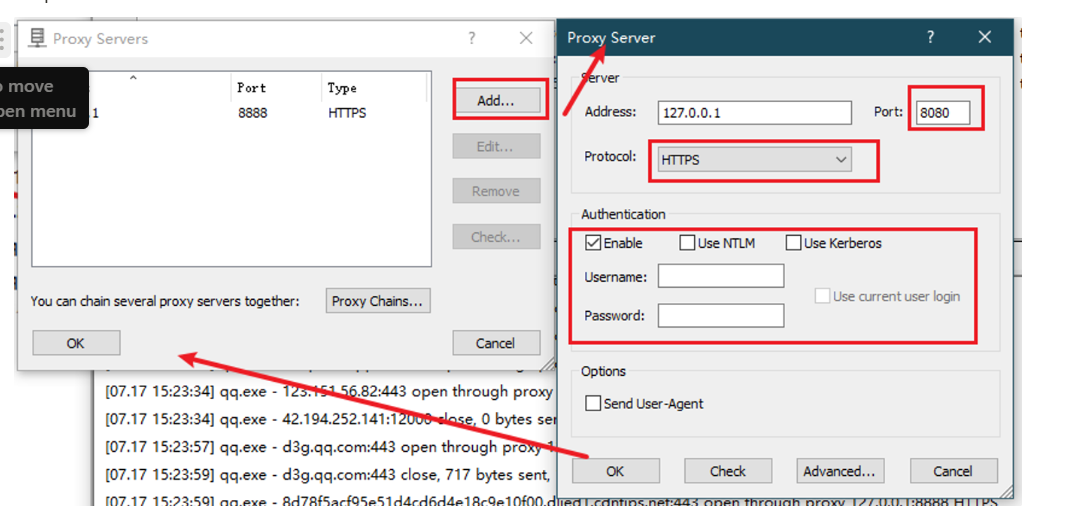 Proxy Servers
?
o move
pen menu
Port
Type
.1
8888
HTTPS
Add...
Edit...
Remove
Check...
You can chain several proxy servers together:
Proxy Chains...
OK
Cancel
Proxy Server
?
Server
Address:
127.0.0.1
Port:
8080
Protocol:
HTTPS
Authentication
Enable
Use NTLM
Use Kerberos
Username:
Use current user login
Password:
Options
Send User-Agent
OK
Check
Advanced...
Cancel
[07.17 15:23:34] qq.exe - 123.151.56.82:443 open through proxy
[07.17 15:23:34] qq.exe - 42.194.252.141:12000 close, 0 bytes ser
[07.17 15:23:57] qq.exe - d3g.qq.com:443 open through proxy 1
[07.17 15:23:59] qq.exe - d3g.qq.com:443 close, 717 bytes sent,
[07.17 15:23:59] qq.exe - open through proxy 127.0.0.1:8888 HTTPS